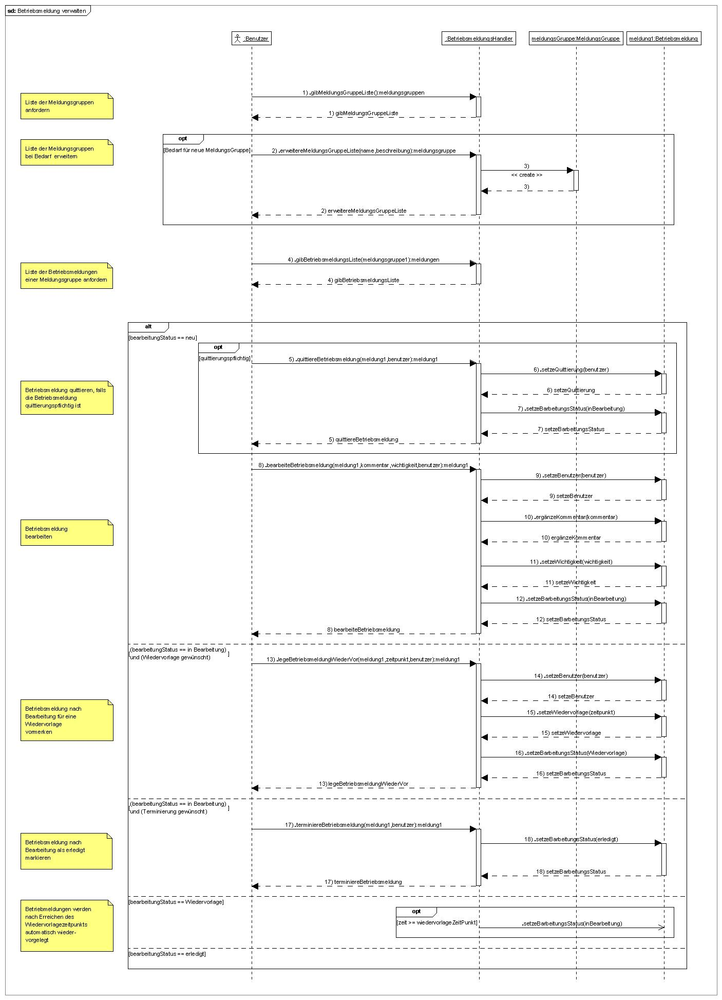 sd: Betriebsmeldung verwalten
:Benutzer
:BetriebsmeldungsHandler
meldungsGruppe:MeldungsGruppe
meldung1:Betriebsmeldung
Liste der Meldungsgruppen
anfordern
1) .gibMeldungsGruppeListe():meldungsgruppen
1) gibMeldungsGruppeListe
Liste der Meldungsgruppen
bei Bedarf erweitern
opt
[Bedarf für neue MeldungsGruppe]
2) .erweitereMeldungsGruppeListe(name,beschreibung):meldungsgruppe
3)
<< create >>
3)
2) erweitereMeldungsGruppeListe
Liste der Betriebsmeldungen
einer Meldungsgruppe anfordern
4) .gibBetriebsmeldungsListe(meldungsgruppe1):meldungen
4) gibBetriebsmeldungsListe
alt
[bearbeitungStatus == neu]
opt
[quittierungspflichtig]
5) .quittiereBetriebsmeldung(meldung1,benutzer):meldung1
6) .setzeQuittierung(benutzer)
Betriebsmeldung quittieren, falls
die Betriebsmeldung
quittierungspflichtig ist
6) setzeQuittierung
7) .setzeBarbeitungsStatus(inBearbeitung)
7) setzeBarbeitungsStatus
5) quittiereBetriebsmeldung
8) .bearbeiteBetriebsmeldung(meldung1,kommentar,wichtigkeit,benutzer):meldung1
9) .setzeBenutzer(benutzer)
9) setzeBenutzer
10) .ergänzeKommentar(kommentar)
Betriebsmeldung
bearbeiten
10) ergänzeKommentar
11) .setzeWichtigkeit(wichtigkeit)
11) setzeWichtigkeit
12) .setzeBarbeitungsStatus(inBearbeitung)
12) setzeBarbeitungsStatus
8) bearbeiteBetriebsmeldung
[(bearbeitungStatus == in Bearbeitung)
und (Wiedervorlage gewünscht)]
13) .legeBetriebsmeldungWiederVor(meldung1,zeitpunkt,benutzer):meldung1
14) .setzeBenutzer(benutzer)
14) setzeBenutzer
Betriebsmeldung nach
Bearbeitung für eine
Wiedervorlage
vormerken
15) .setzeWiedervorlage(zeitpunkt)
15) setzeWiedervorlage
16) .setzeBarbeitungsStatus(Wiedervorlage)
16) setzeBarbeitungsStatus
13) legeBetriebsmeldungWiederVor
[(bearbeitungStatus == in Bearbeitung)
und (Terminierung gewünscht)]
17) .terminiereBetriebsmeldung(meldung1,benutzer):meldung1
18) .setzeBarbeitungsStatus(erledigt)
Betriebsmeldung nach
Bearbeitung als erledigt
markieren
18) setzeBarbeitungsStatus
17) terminiereBetriebsmeldung
[bearbeitungStatus == Wiedervorlage]
Betriebmeldungen werden
nach Erreichen des
Wiedervorlagezeitpunkts
automatisch wieder-
vorgelegt
opt
[zeit >= wiedervorlageZeitPunkt]
.setzeBarbeitungsStatus(inBearbeitung)
[bearbeitungStatus == erledigt]